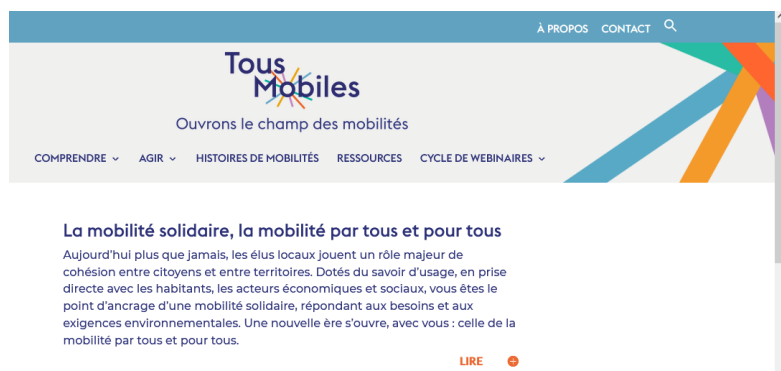 À PROPOS CONTACT
Tous
Mobiles
Ouvrons le champ des mobilités
COMPRENDRE AGIR HISTOIRES DE MOBILITÉS RESSOURCES CYCLE DE WEBINAIRES
La mobilité solidaire, la mobilité par tous et pour tous
Aujourd'hui plus que jamais, les élus locaux jouent un rôle majeur de
cohésion entre citoyens et entre territoires. Dotés du savoir d'usage, en prise
directe avec les habitants, les acteurs économiques et sociaux, vous êtes le
point d'ancrage d'une mobilité solidaire, répondant aux besoins et aux
exigences environnementales. Une nouvelle ère s'ouvre, avec vous : celle de la
mobilité par tous et pour tous.
LIRE